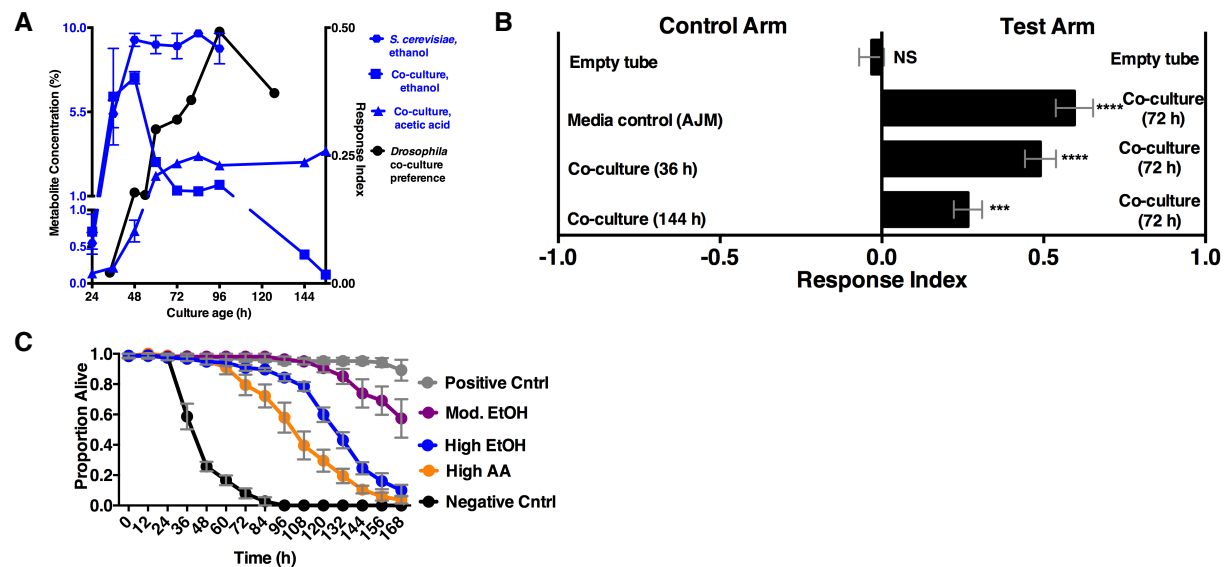 A
Metabolite Concentration (%)
10.0
5.5
1.0
1.0
0.5
0.0
24
48
72
96
120
144
Culture age (h)
0.50
0.25
0.00
Response Index
S. cerevisiae,
ethanol
Co-culture,
ethanol
Co-culture,
acetic acid
Drosophila
co-culture
preference
B
Control Arm
Test Arm
Empty tube
NS
Empty tube
Media control (AJM)
****
Co-culture
(72 h)
Co-culture (36 h)
****
Co-culture
(72 h)
Co-culture (144 h)
***
Co-culture
(72 h)
-1.0
-0.5
0.0
0.5
1.0
Response Index
C
Proportion Alive
1.0
0.8
0.6
0.4
0.2
0.0
0
12
24
36
48
60
72
84
96
108
120
132
144
156
168
Time (h)
Positive Cntrl
Mod. EtOH
High EtOH
High AA
Negative Cntrl